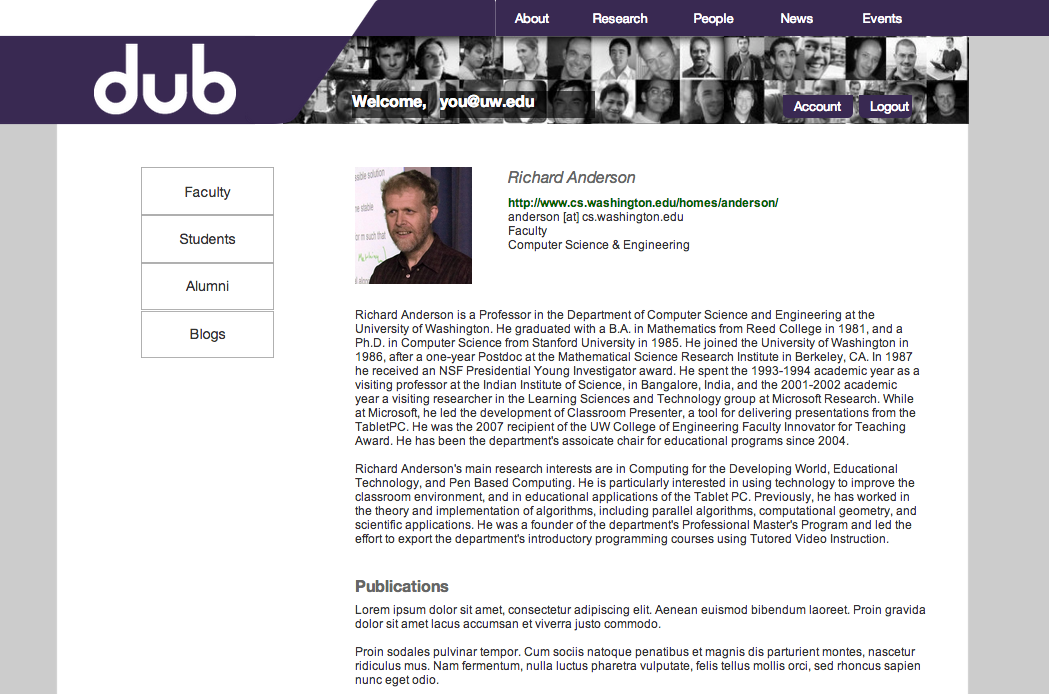 About Research People News Events
dub
Welcome, you@uw.edu
Account Logout
Faculty
Students
Alumni
Blogs
Richard Anderson
http://www.cs.washington.edu/homes/anderson/
anderson [at] cs.washington.edu
Faculty
Computer Science & Engineering
Richard Anderson is a Professor in the Department of Computer Science and Engineering at the
University of Washington. He graduated with a B.A. in Mathematics from Reed College in 1981, and a
Ph.D. in Computer Science from Stanford University in 1985. He joined the University of Washington in
1986, after a one-year Postdoc at the Mathematical Science Research Institute in Berkeley, CA. In 1987
he received an NSF Presidential Young Investigator award. He spent the 1993-1994 academic year as a
visiting professor at the Indian Institute of Science, in Bangalore, India, and the 2001-2002 academic
year a visiting researcher in the Learning Sciences and Technology group at Microsoft Research. While
at Microsoft, he led the development of Classroom Presenter, a tool for delivering presentations from the
TabletPC. He was the 2007 recipient of the UW College of Engineering Faculty Innovator for Teaching
Award. He has been the department's assoicate chair for educational programs since 2004.
Richard Anderson's main research interests are in Computing for the Developing World, Educational
Technology, and Pen Based Computing. He is particularly interested in using technology to improve the
classroom environment, and in educational applications of the Tablet PC. Previously, he has worked in
the theory and implementation of algorithms, including parallel algorithms, computational geometry, and
scientific applications. He was a founder of the department's Professional Master's Program and led the
effort to export the department's introductory programming courses using Tutored Video Instruction.
Publications
Lorem ipsum dolor sit amet, consectetur adipiscing elit. Aenean euismod bibendum laoreet. Proin gravida
dolor sit amet lacus accumsan et viverra justo commodo.
Proin sodales pulvinar tempor. Cum sociis natoque penatibus et magnis dis parturient montes, nascetur
ridiculus mus. Nam fermentum, nulla luctus pharetra vulputate, felis tellus mollis orci, sed rhoncus sapien
nunc eget odio.